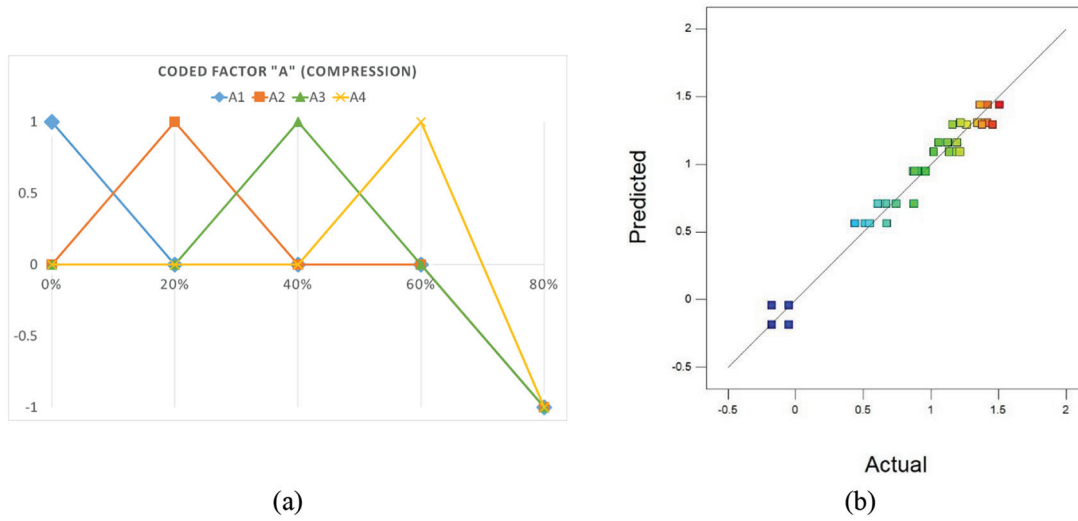 CODED FACTOR "A" (COMPRESSION)
A1 A2 A3 A4
1
0.5
0
0% 20% 40% 60% 80%
-0.5
-1
(a)
2
1.5
1
0.5
0
-0.5
Predicted
-0.5 0 0.5 1 1.5 2
Actual
(b)